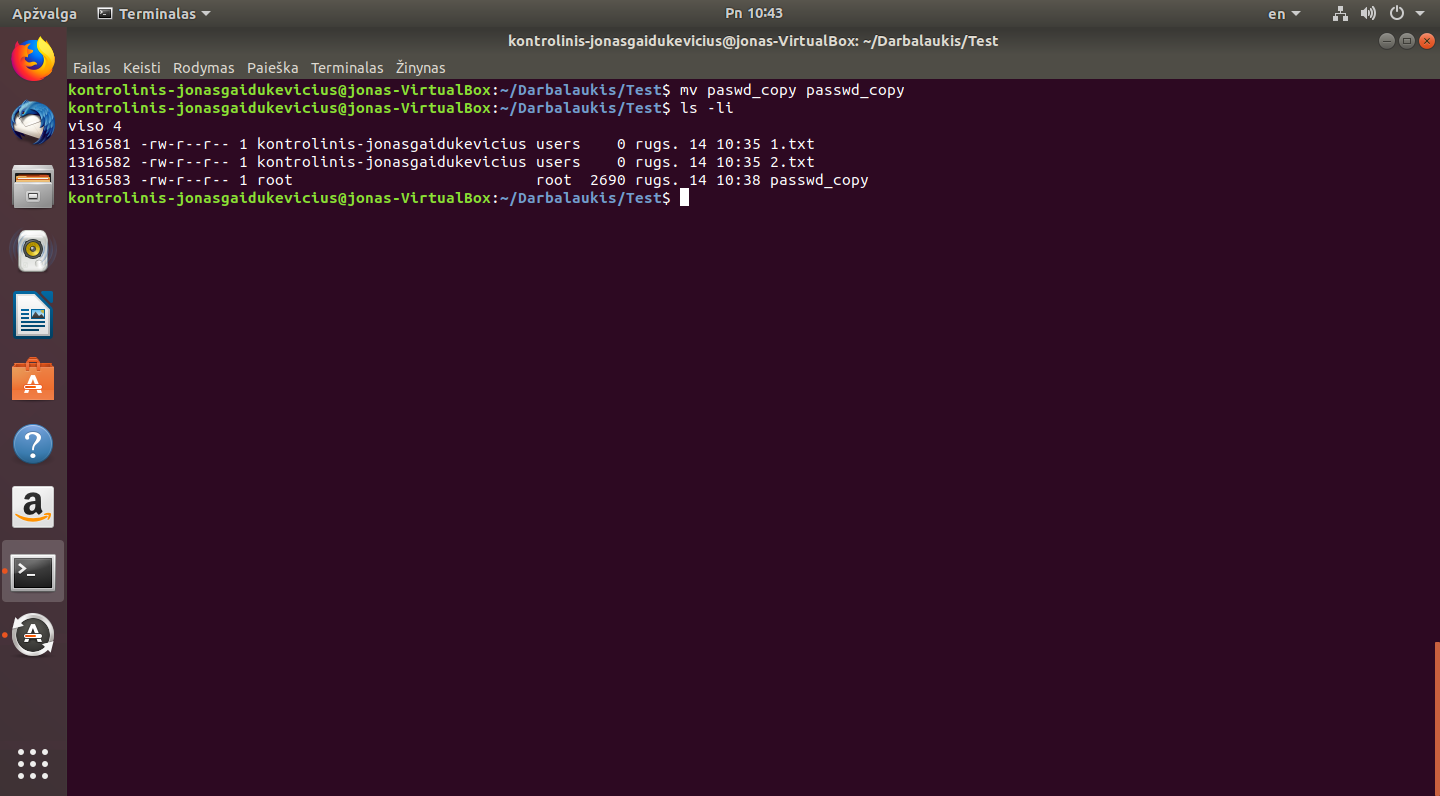 Apžvalga Terminalas Pn 10:43 en
kontrolinis-jonasgaidukevicius@jonas-VirtualBox: ~/Darbalaukis/Test
Failas Keisti Rodymas Paieška Terminalas Žinynas
kontrolinis-jonasgaidukevicius@jonas-VirtualBox:~/Darbalaukis/Test$ mv paswd_copy passwd_copy
kontrolinis-jonasgaidukevicius@jonas-VirtualBox:~/Darbalaukis/Test$ ls -li
viso 4
1316581 -rw-r--r-- 1 kontrolinis-jonasgaidukevicius users    0 rugs. 14 10:35 1.txt
1316582 -rw-r--r-- 1 kontrolinis-jonasgaidukevicius users    0 rugs. 14 10:35 2.txt
1316583 -rw-r--r-- 1 root                           root  2690 rugs. 14 10:38 passwd_copy
kontrolinis-jonasgaidukevicius@jonas-VirtualBox:~/Darbalaukis/Test$